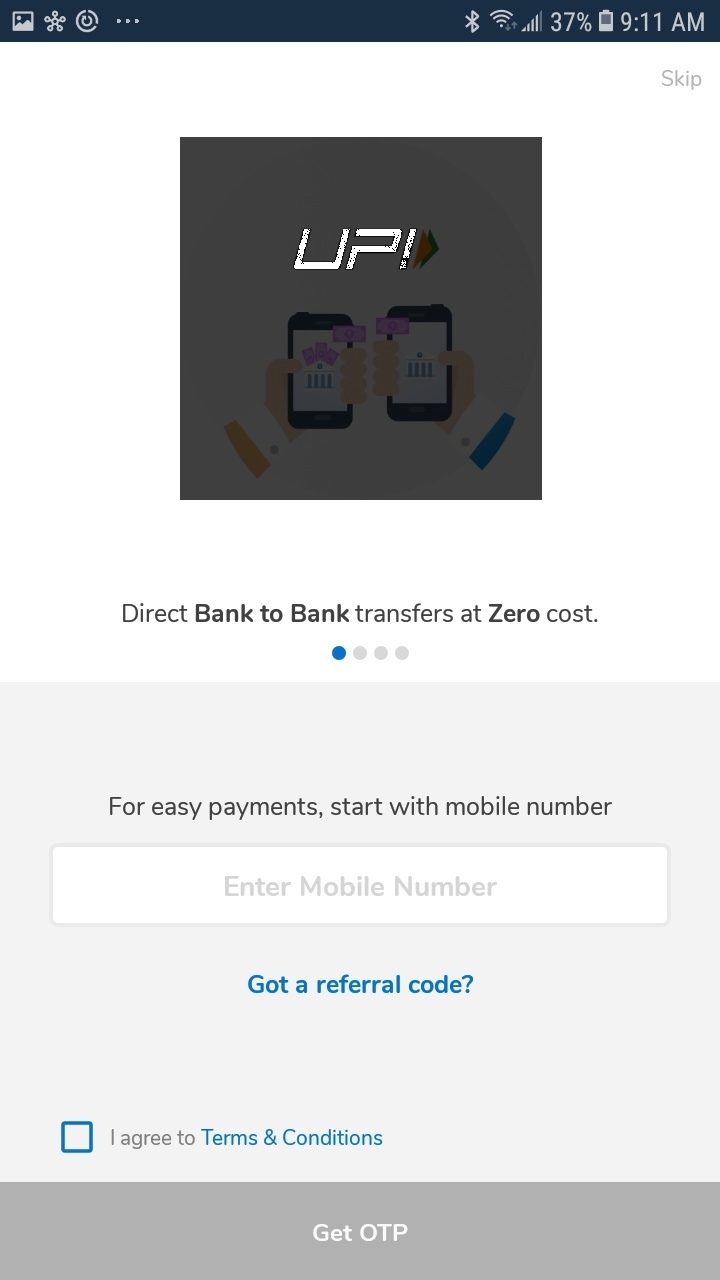 37% 9:11 AM
Skip
UPI
Direct Bank to Bank transfers at Zero cost.
For easy payments, start with mobile number
Enter Mobile Number
Got a referral code?
I agree to Terms & Conditions
Get OTP